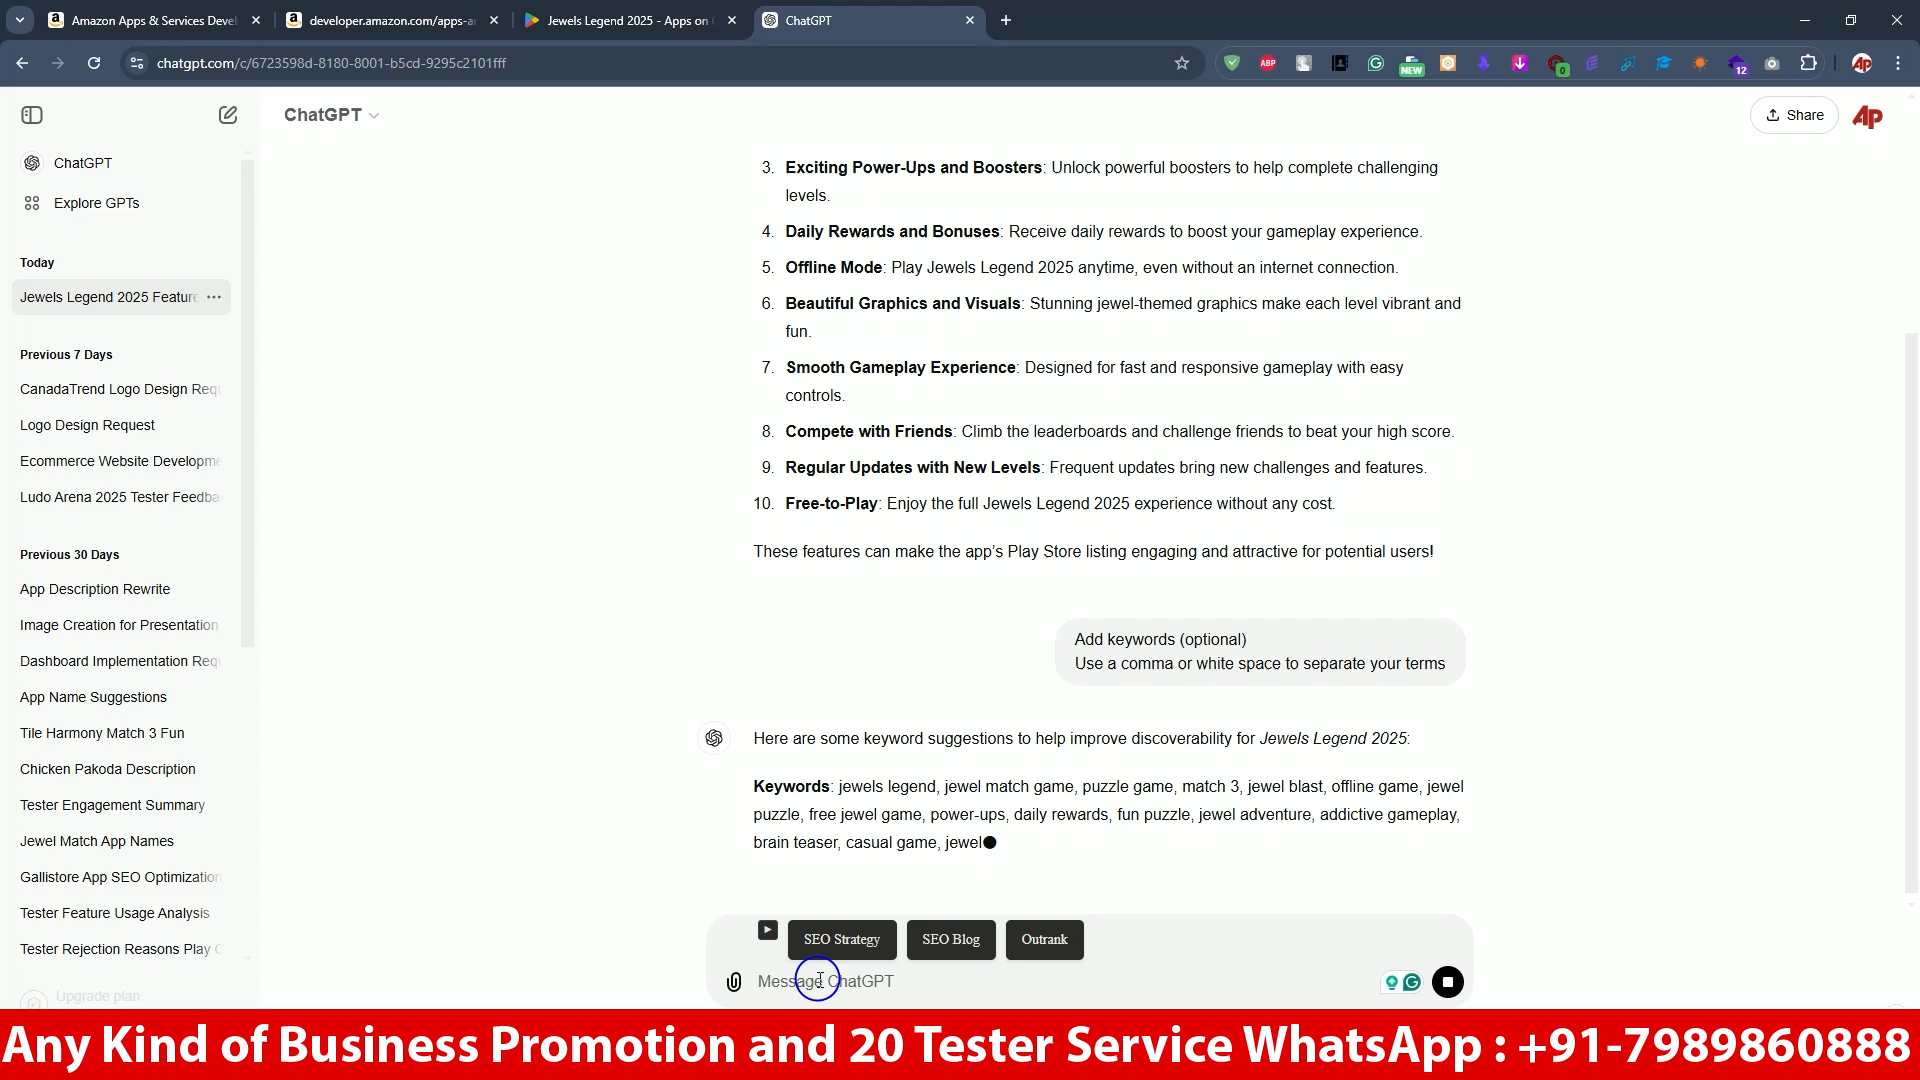 Amazon Apps & Services Devel
developer.amazon.com/apps-a
Jewels Legend 2025 - Apps on
ChatGPT
chatgpt.com/c/6723598d-8180-8001-b5cd-9295c2101fff
ABP
NEW
0
12
ChatGPT
Share
ChatGPT
Explore GPTs
Today
Jewels Legend 2025 Feature
Previous 7 Days
CanadaTrend Logo Design Requ
Logo Design Request
Ecommerce Website Developme
Ludo Arena 2025 Tester Feedba
Previous 30 Days
App Description Rewrite
Image Creation for Presentation
Dashboard Implementation Requ
App Name Suggestions
Tile Harmony Match 3 Fun
Chicken Pakoda Description
Tester Engagement Summary
Jewel Match App Names
Gallistore App SEO Optimization
Tester Feature Usage Analysis
Tester Rejection Reasons Play C
Upgrade plan
3. Exciting Power-Ups and Boosters: Unlock powerful boosters to help complete challenging
levels.
4. Daily Rewards and Bonuses: Receive daily rewards to boost your gameplay experience.
5. Offline Mode: Play Jewels Legend 2025 anytime, even without an internet connection.
6. Beautiful Graphics and Visuals: Stunning jewel-themed graphics make each level vibrant and
fun.
7. Smooth Gameplay Experience: Designed for fast and responsive gameplay with easy
controls.
8. Compete with Friends: Climb the leaderboards and challenge friends to beat your high score.
9. Regular Updates with New Levels: Frequent updates bring new challenges and features.
10. Free-to-Play: Enjoy the full Jewels Legend 2025 experience without any cost.
These features can make the app's Play Store listing engaging and attractive for potential users!
Add keywords (optional)
Use a comma or white space to separate your terms
Here are some keyword suggestions to help improve discoverability for Jewels Legend 2025:
Keywords: jewels legend, jewel match game, puzzle game, match 3, jewel blast, offline game, jewel
puzzle, free jewel game, power-ups, daily rewards, fun puzzle, jewel adventure, addictive gameplay,
brain teaser, casual game, jewel
SEO Strategy
SEO Blog
Outrank
Message ChatGPT
Any Kind of Business Promotion and 20 Tester Service WhatsApp : +91-7989860888